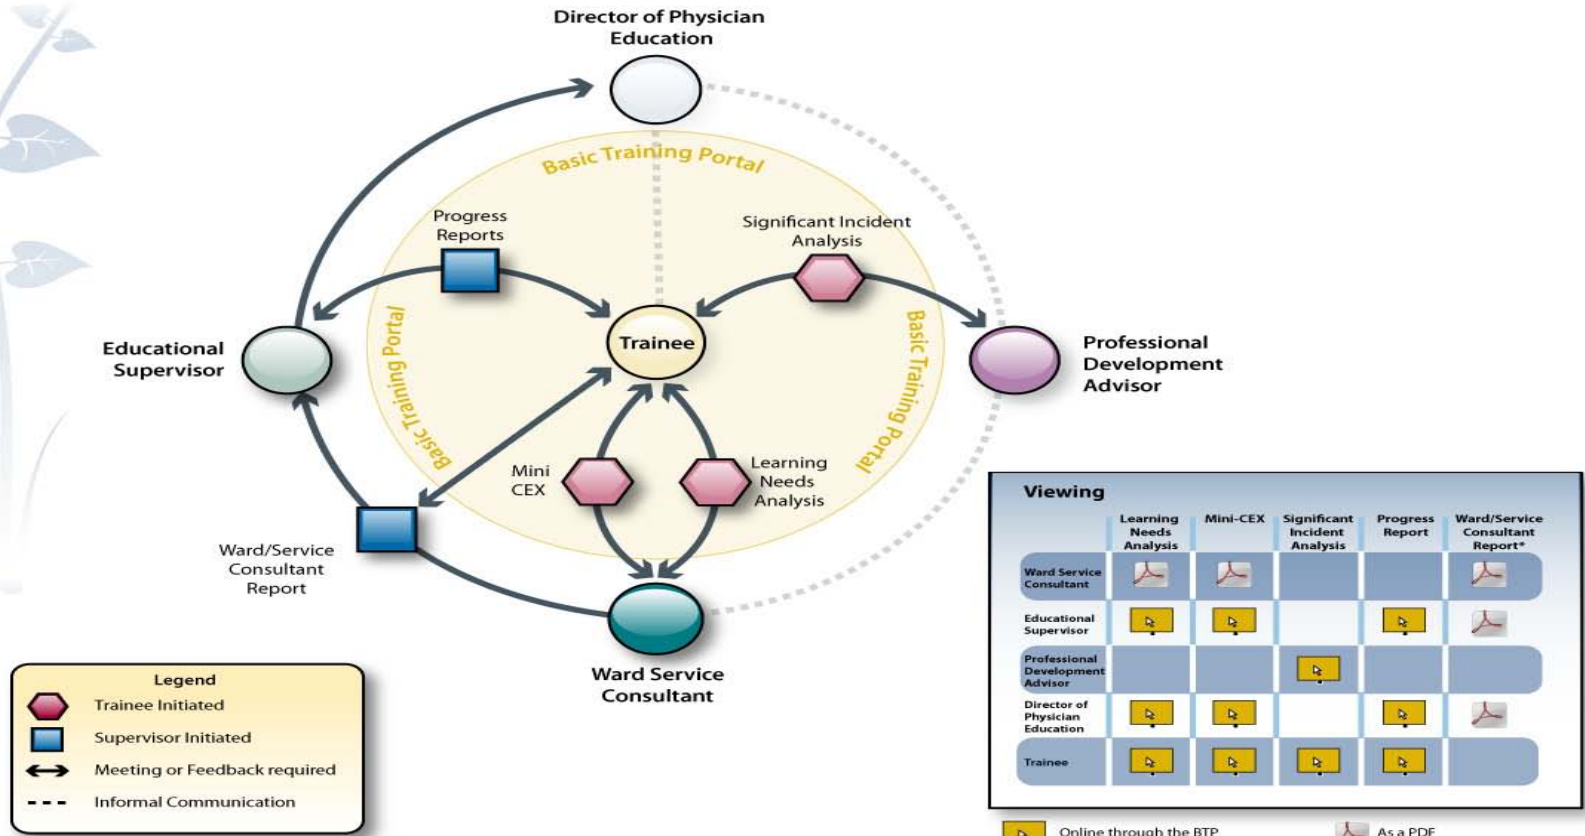 Director of Physician
Education
Basic Training Portal
Progress
Reports
Significant Incident
Analysis
Basic Training Portal
Basic Training Portal
Trainee
Educational
Supervisor
Professional
Development
Advisor
Mini
CEX
Learning
Needs
Analysis
Ward/Service
Consultant
Report
Ward Service
Consultant
Legend
Trainee Initiated
Supervisor Initiated
Meeting or Feedback required
Informal Communication
Viewing
Learning
Needs
Analysis
Mini-CEX
Significant
Incident
Analysis
Progress
Report
Ward/Service
Consultant
Report*
Ward Service
Consultant
Educational
Supervisor
Professional
Development
Advisor
Director of
Physician
Education
Trainee
Online through the BTP
As a PDF